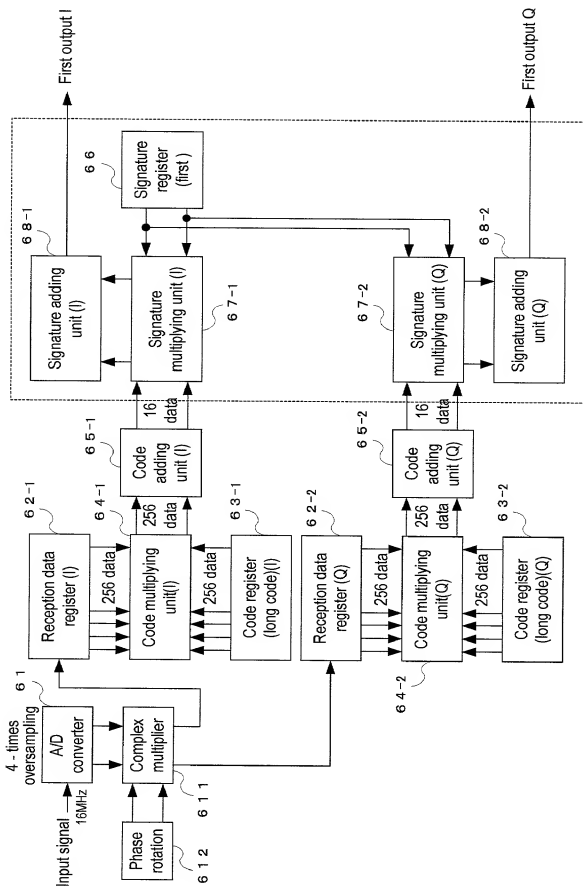 Input signal
16MHz
4 - times
oversampling
6 1
A/D
converter
Phase
rotation
6 1 2
Complex
multiplier
6 1 1
6 2-1
Reception data
register (I)
256 data
6 4-1
Code multiplying
unit(I)
256 data
6 3-1
Code register
(long code)(I)
256
data
6 5-1
Code
adding
unit (I)
16
data
6 2-2
Reception data
register (Q)
256 data
6 4-2
Code multiplying
unit(Q)
256 data
6 3-2
Code register
(long code)(Q)
256
data
6 5-2
Code
adding
unit (Q)
16
data
6 8-1
Signature adding
unit (I)
Signature
multiplying unit (I)
6 7-1
6 6
Signature
register
(first )
6 7-2
Signature
multiplying unit (Q)
6 8-2
Signature adding
unit (Q)
First output I
First output Q